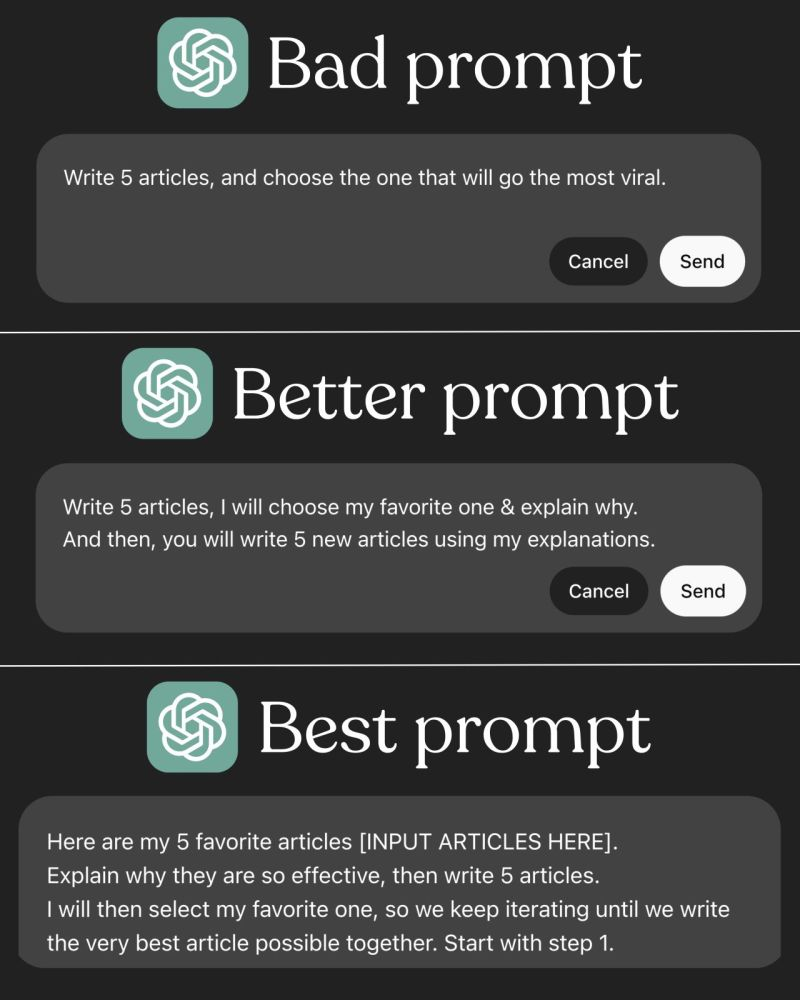 Bad prompt
Write 5 articles, and choose the one that will go the most viral.
Cancel
Send
Better prompt
Write 5 articles, I will choose my favorite one & explain why.
And then, you will write 5 new articles using my explanations.
Cancel
Send
Best prompt
Here are my 5 favorite articles [INPUT ARTICLES HERE].
Explain why they are so effective, then write 5 articles.
I will then select my favorite one, so we keep iterating until we write
the very best article possible together. Start with step 1.